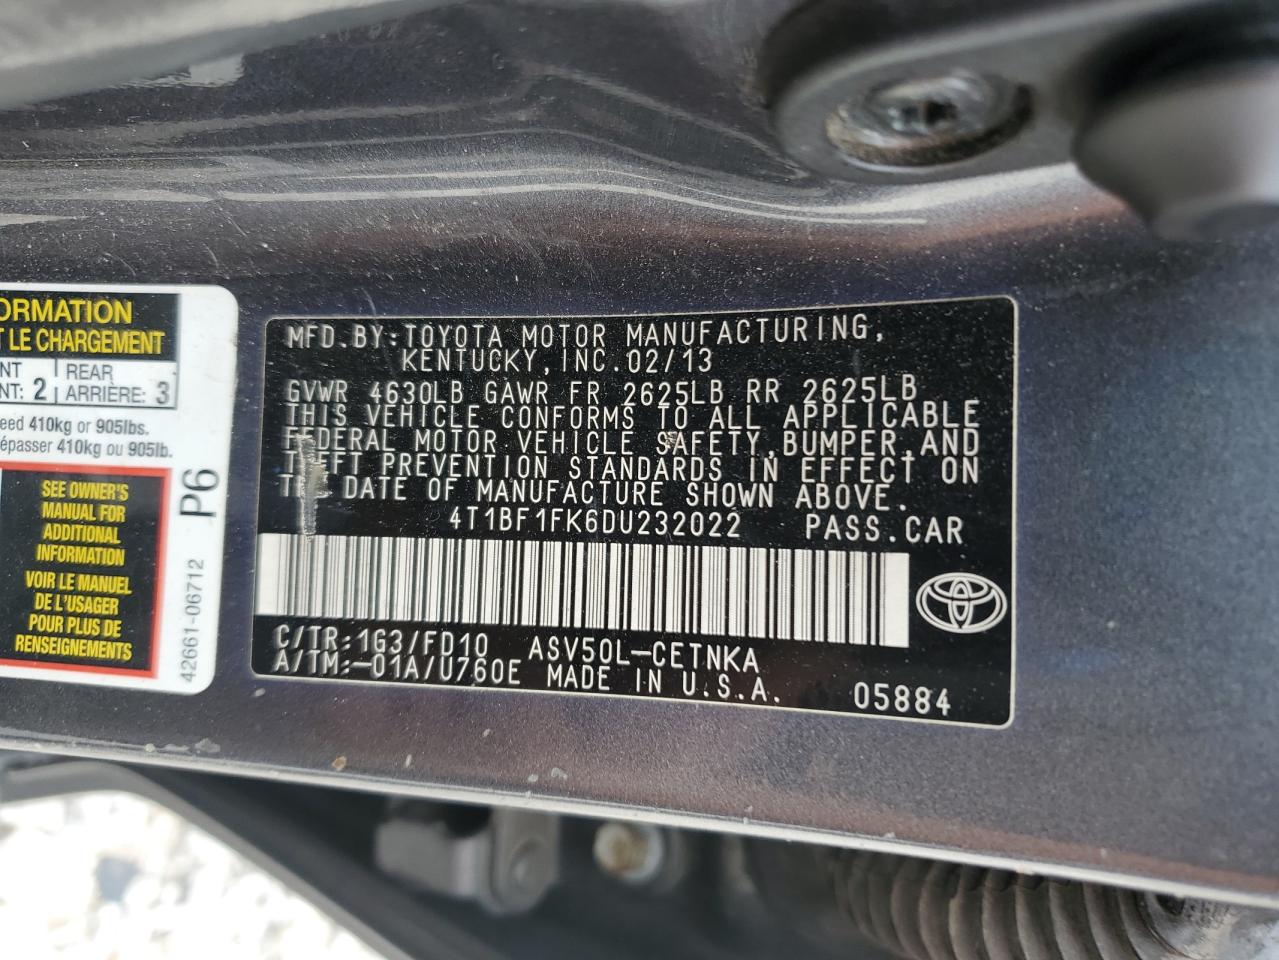 ORMATION
T LE CHARGEMENT
NT : 2
REAR
ARRIÈRE: 3
eed 410kg or 905lbs.
épasser 410kg ou 905lb.
SEE OWNER'S
MANUAL FOR
ADDITIONAL
INFORMATION
VOIR LE MANUEL
DE L'USAGER
POUR PLUS DE
RENSEIGNEMENTS
P6
42661-06712
MFD.BY:TOYOTA MOTOR MANUFACTURING,
KENTUCKY,INC.02/13
GVWR 4630LB GAWR FR 2625LB RR 2625LB
THIS VEHICLE CONFORMS TO ALL APPLICABLE
FEDERAL MOTOR VEHICLE SAFETY,BUMPER,AND
THEFT PREVENTION STANDARDS IN EFFECT ON
THE DATE OF MANUFACTURE SHOWN ABOVE.
4T1BF1FK6DU232022 PASS.CAR
C/TR:1G3/FD10 ASV50L-CETNKA
A/TM:-01A/U760E MADE IN U.S.A. 05884